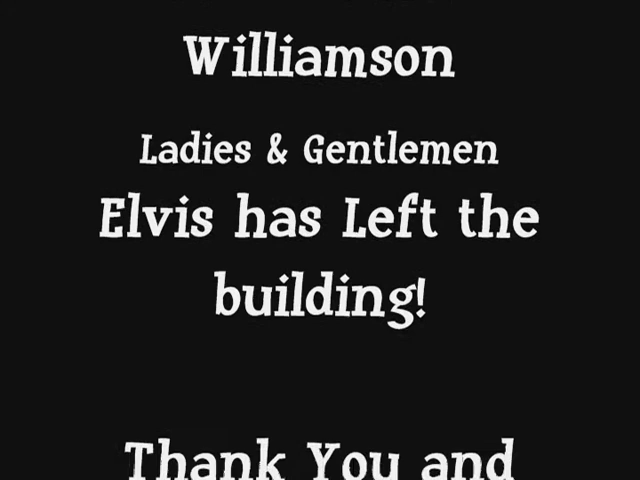 Williamson
Ladies & Gentlemen
Elvis has Left the
building!
Thank You and